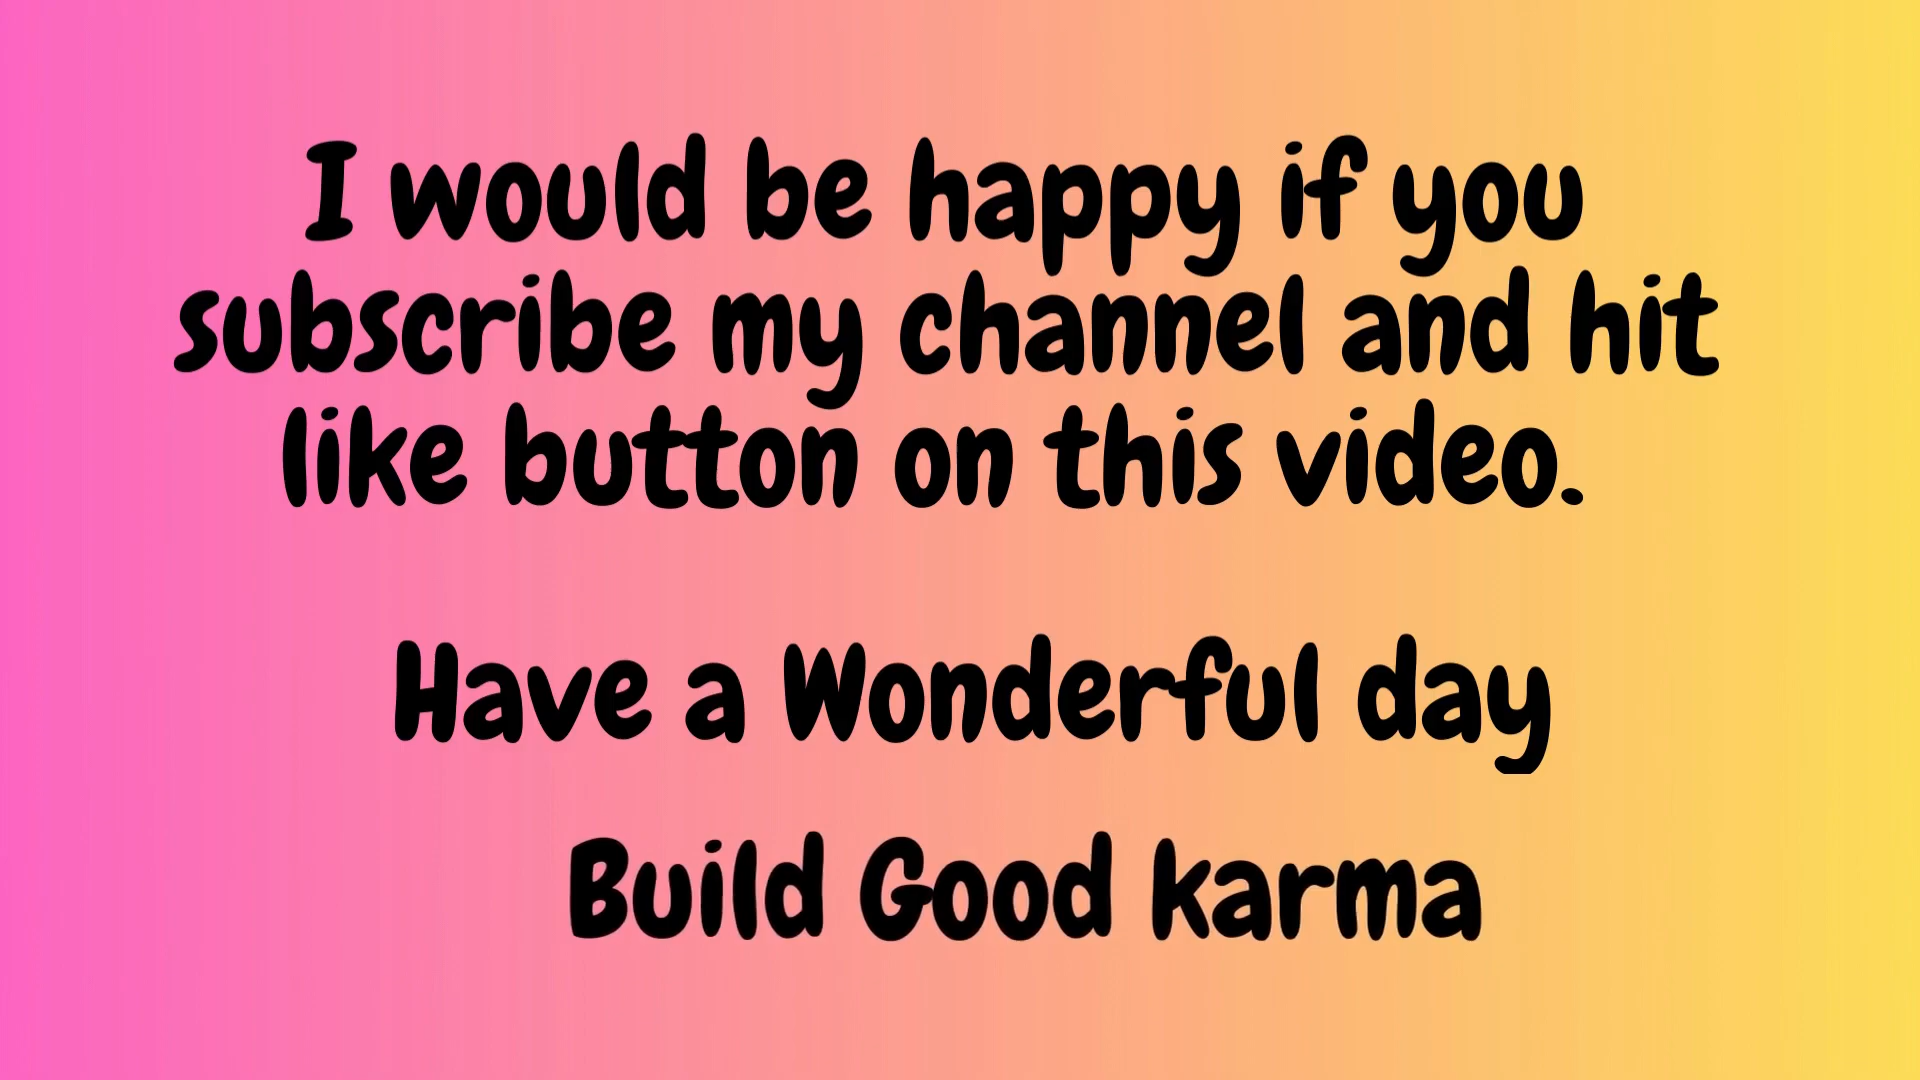 I would be happy if you
subscribe my channel and hit
like button on this video.
Have a Wonderful day
Build Good karma